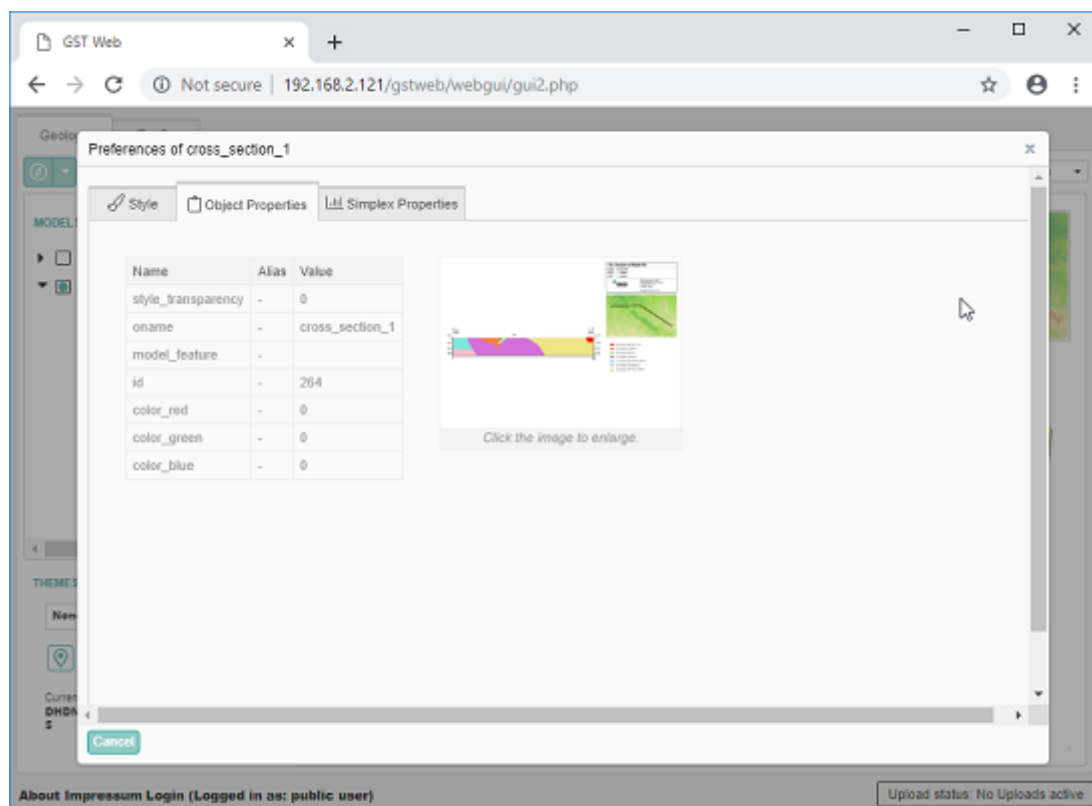 GST Web
Not secure | 192.168.2.121/gstweb/webgui/gui2.php
Preferences of cross_section_1
Style
Object Properties
Simplex Properties
MODEL
Name Alias Value
style_transparency - 0
oname - cross_section_1
model_feature -
id - 264
color_red - 0
color_green - 0
color_blue - 0
Click the image to enlarge.
THEMES
DHDN
S
Cancel
About Impressum Login (Logged in as: public user)
Upload status: No Uploads active